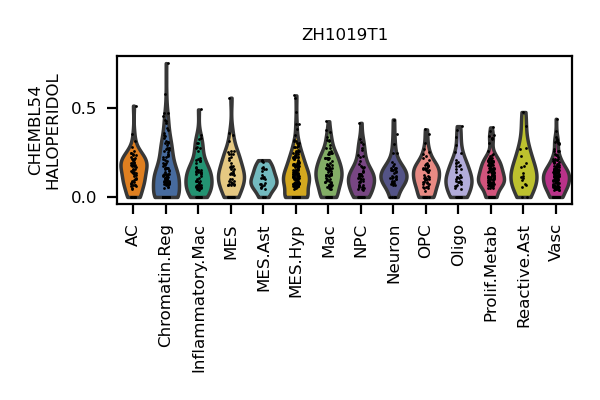 ZH1019T1
CHEMBL54
HALOPERIDOL
0.5
0.0
AC
Chromatin.Reg
Inflammatory.Mac
MES
MES.Ast
MES.Hyp
Mac
NPC
Neuron
OPC
Oligo
Prolif.Metab
Reactive.Ast
Vasc